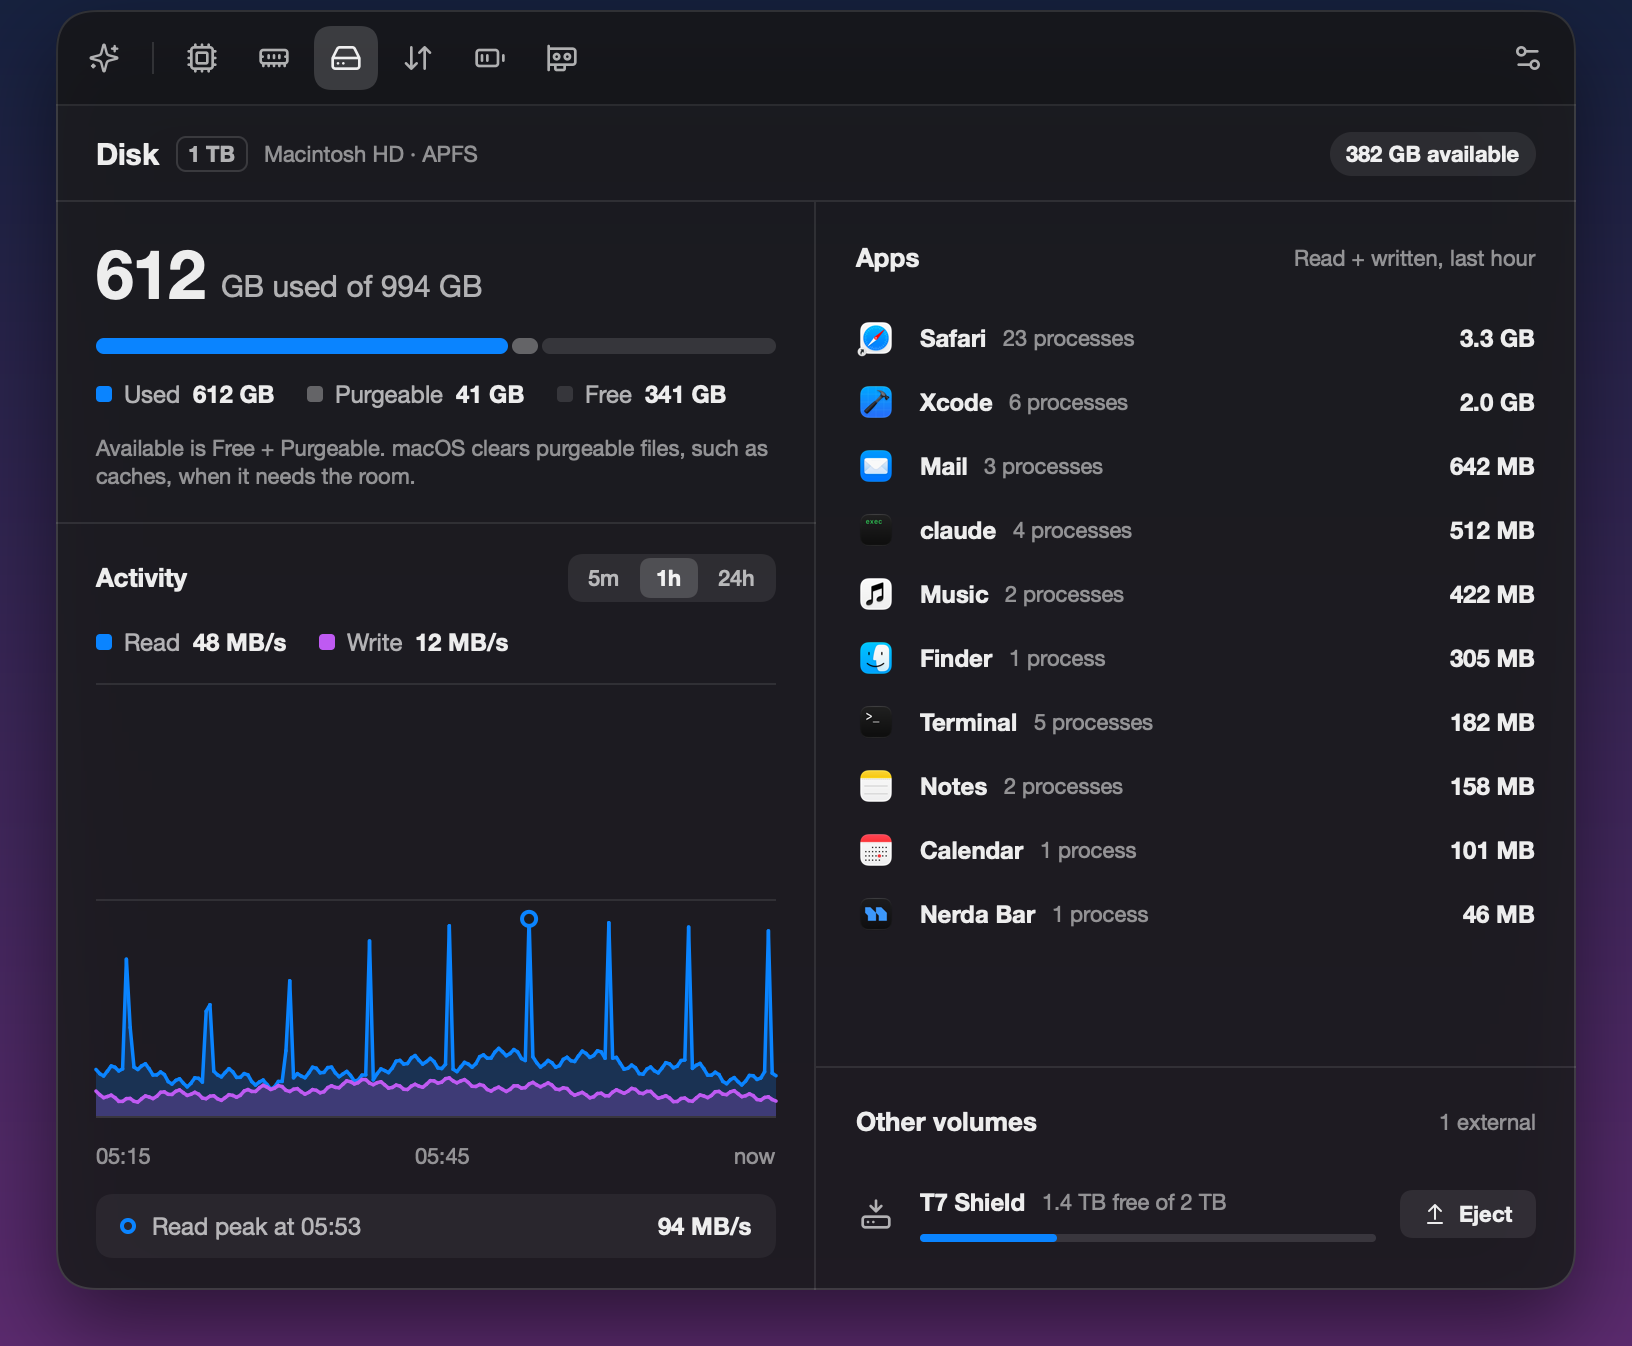 Disk 1 TB Macintosh HD · APFS
382 GB available
612 GB used of 994 GB
Used 612 GB Purgeable 41 GB Free 341 GB
Available is Free + Purgeable. macOS clears purgeable files, such as
caches, when it needs the room.
Activity
5m 1h 24h
Read 48 MB/s Write 12 MB/s
05:15 05:45 now
Read peak at 05:53 94 MB/s
Apps Read + written, last hour
Safari 23 processes 3.3 GB
Xcode 6 processes 2.0 GB
Mail 3 processes 642 MB
exec
claude 4 processes 512 MB
Music 2 processes 422 MB
Finder 1 process 305 MB
>_
Terminal 5 processes 182 MB
Notes 2 processes 158 MB
Calendar 1 process 101 MB
Nerda Bar 1 process 46 MB
Other volumes 1 external
T7 Shield 1.4 TB free of 2 TB
Eject